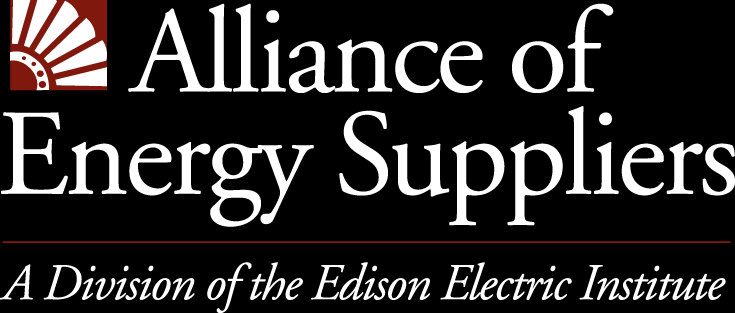 Alliance of
Energy Suppliers
A Division of the Edison Electric Institute